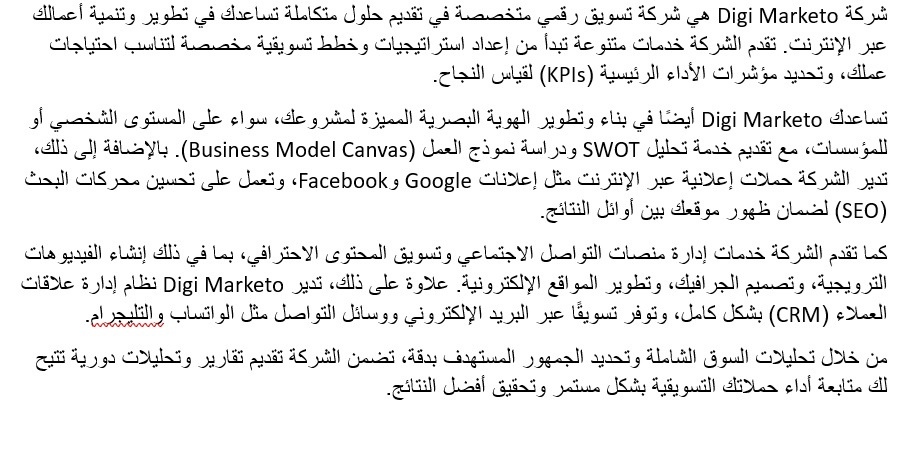 شركة Digi Marketo هي شركة تسويق رقمي متخصصة في تقديم حلول متكاملة تساعدك في تطوير وتنمية أعمالك
عبر الإنترنت. تقدم الشركة خدمات متنوعة تبدأ من إعداد استراتيجيات وخطط تسويقية مخصصة لتناسب احتياجات
عملك، وتحديد مؤشرات الأداء الرئيسية (KPIs) لقياس النجاح.
تساعدك Digi Marketo أيضًا في بناء وتطوير الهوية البصرية المميزة لمشروعك، سواء على المستوى الشخصي أو
للمؤسسات، مع تقديم خدمة تحليل SWOT ودراسة نموذج العمل (Business Model Canvas). بالإضافة إلى ذلك،
تدير الشركة حملات إعلانية عبر الإنترنت مثل إعلانات Google وFacebook، وتعمل على تحسين محركات البحث
(SEO) لضمان ظهور موقعك بين أوائل النتائج.
كما تقدم الشركة خدمات إدارة منصات التواصل الاجتماعي وتسويق المحتوى الاحترافي، بما في ذلك إنشاء الفيديوهات
الترويجية، وتصميم الجرافيك، وتطوير المواقع الإلكترونية. علاوة على ذلك، تدير Digi Marketo نظام إدارة علاقات
العملاء (CRM) بشكل كامل، وتوفر تسويقًا عبر البريد الإلكتروني ووسائل التواصل مثل الواتساب والتليجرام.
من خلال تحليلات السوق الشاملة وتحديد الجمهور المستهدف بدقة، تضمن الشركة تقديم تقارير وتحليلات دورية تتيح
لك متابعة أداء حملاتك التسويقية بشكل مستمر وتحقيق أفضل النتائج.